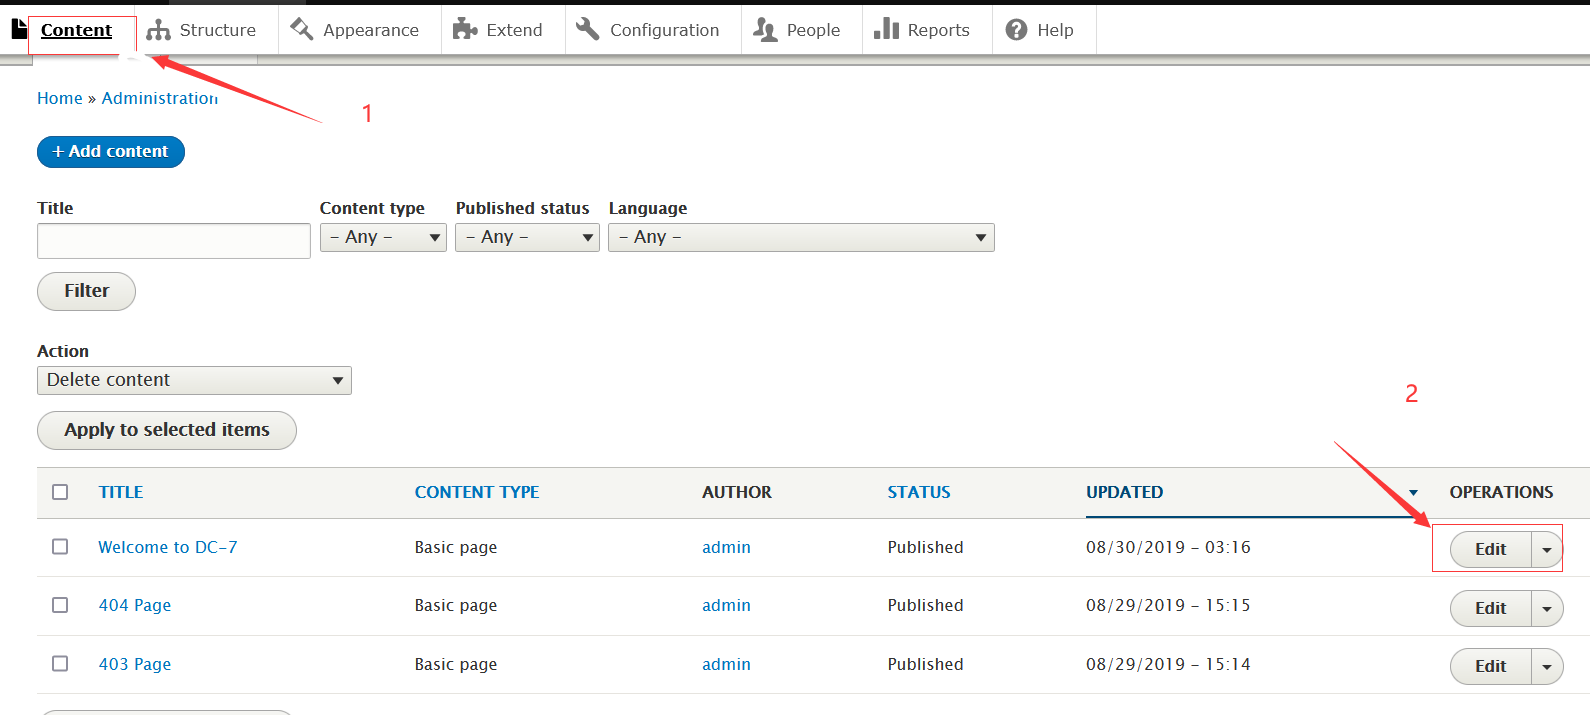 Content Structure Appearance Extend Configuration People Reports Help
Home » Administration
1
+ Add content
Title Content type Published status Language
- Any - - Any - - Any -
Filter
Action
Delete content
2
Apply to selected items
TITLE CONTENT TYPE AUTHOR STATUS UPDATED OPERATIONS
Welcome to DC-7 Basic page admin Published 08/30/2019 - 03:16 Edit
404 Page Basic page admin Published 08/29/2019 - 15:15 Edit
403 Page Basic page admin Published 08/29/2019 - 15:14 Edit